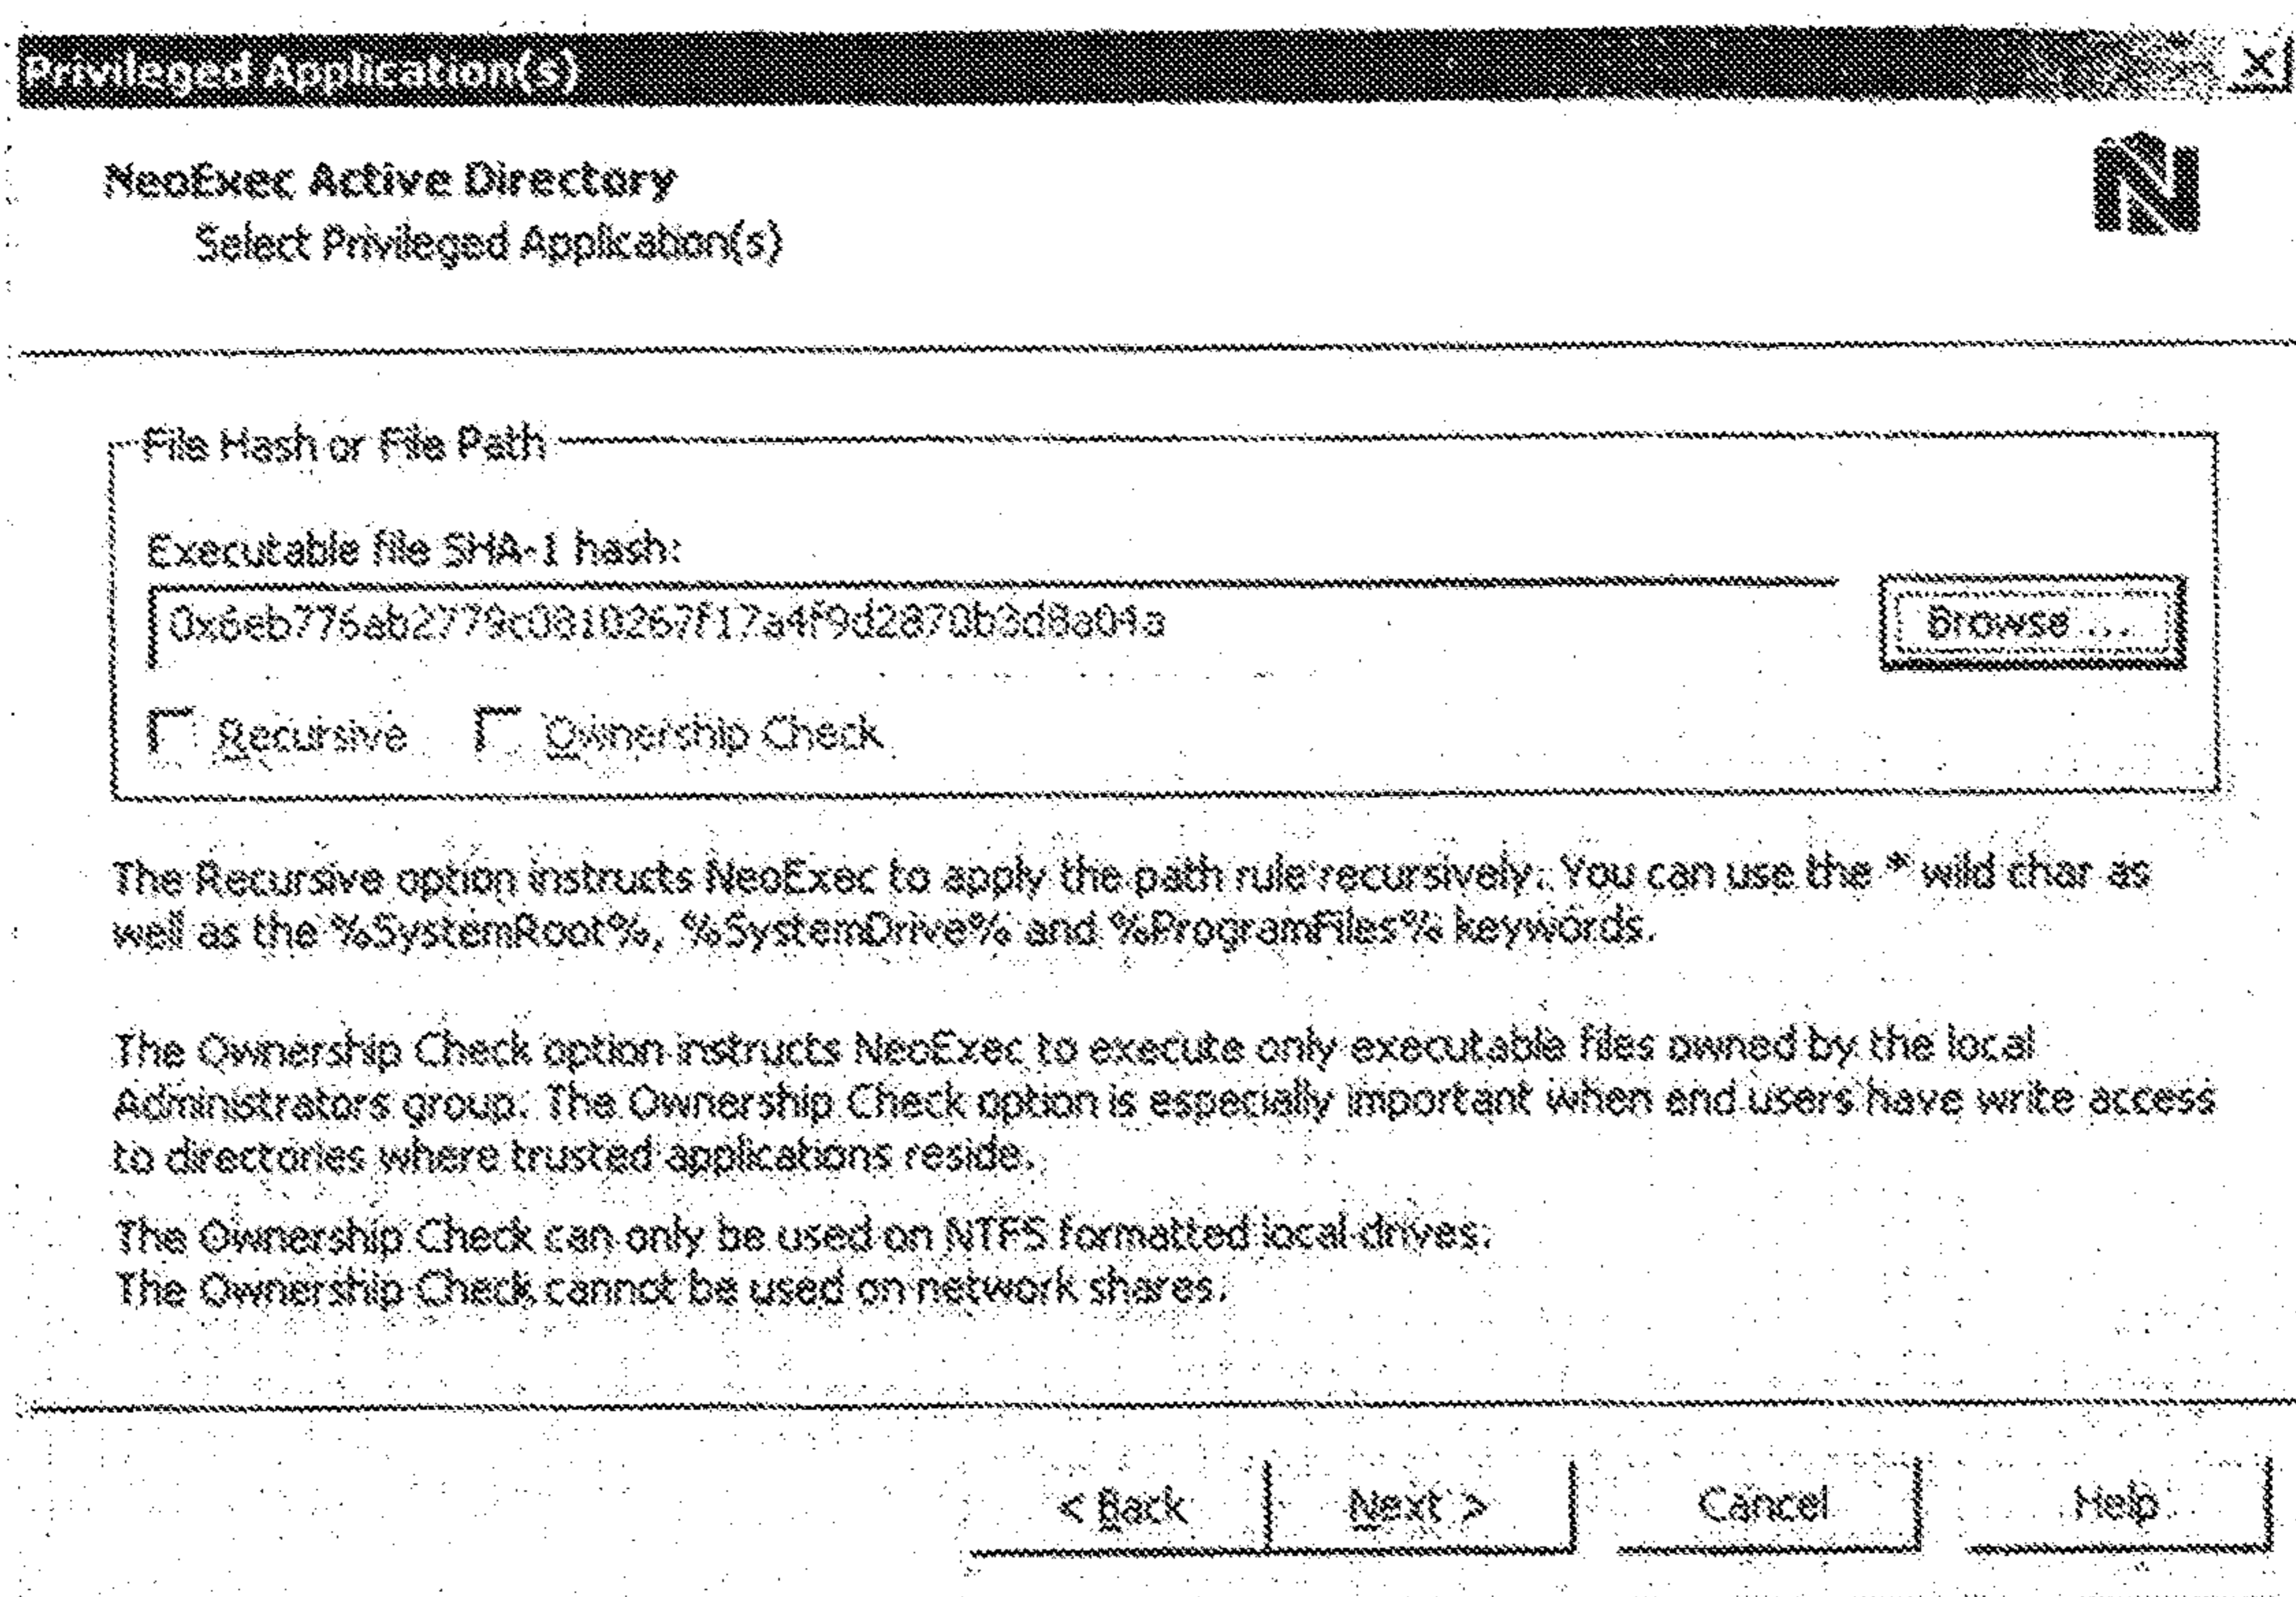 Privileged Application(s)
NeoExec Active Directory
Select Privileged Application(s)
File Hash or File Path
Executable file SHA-1 hash:
Browse ...
Recursive Ownership Check
The Recursive option instructs NeoExec to apply the path rule recursively. You can use the * wild char as
well as the %SystemRoot%, %SystemDrive% and %ProgramFiles% keywords.
The Ownership Check option instructs NeoExec to execute only executable files owned by the local
Administrators group. The Ownership Check option is especially important when end users have write access
to directories where trusted applications reside.
The Ownership Check can only be used on NTFS formatted local drives.
The Ownership Check cannot be used on network shares.
< Back Next > Cancel Help